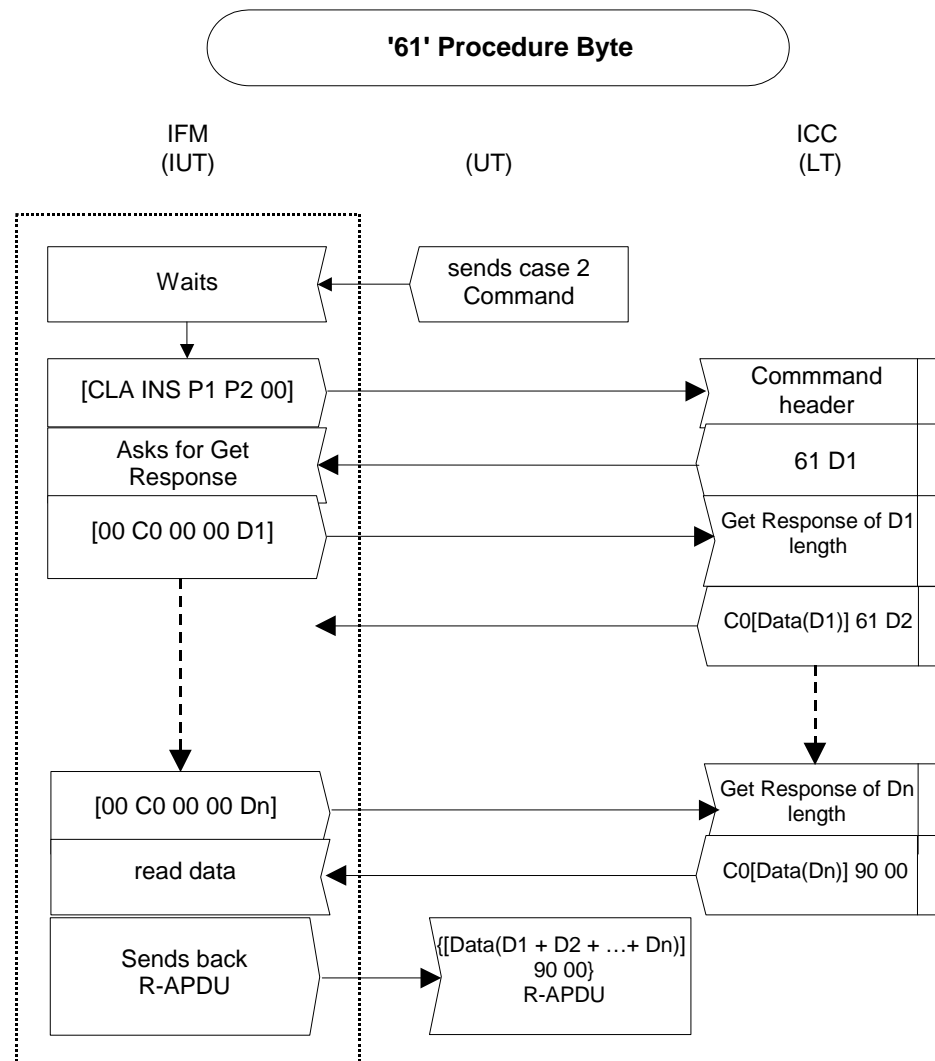 '61' Procedure Byte
IFM
(IUT)
(UT)
ICC
(LT)
Waits
sends case 2
Command
[CLA INS P1 P2 00]
Commmand
header
Asks for Get
Response
61 D1
[00 C0 00 00 D1]
Get Response of D1
length
C0[Data(D1)] 61 D2
[00 C0 00 00 Dn]
Get Response of Dn
length
read data
C0[Data(Dn)] 90 00
Sends back
R-APDU
{[Data(D1 + D2 + …+ Dn)]
90 00}
R-APDU